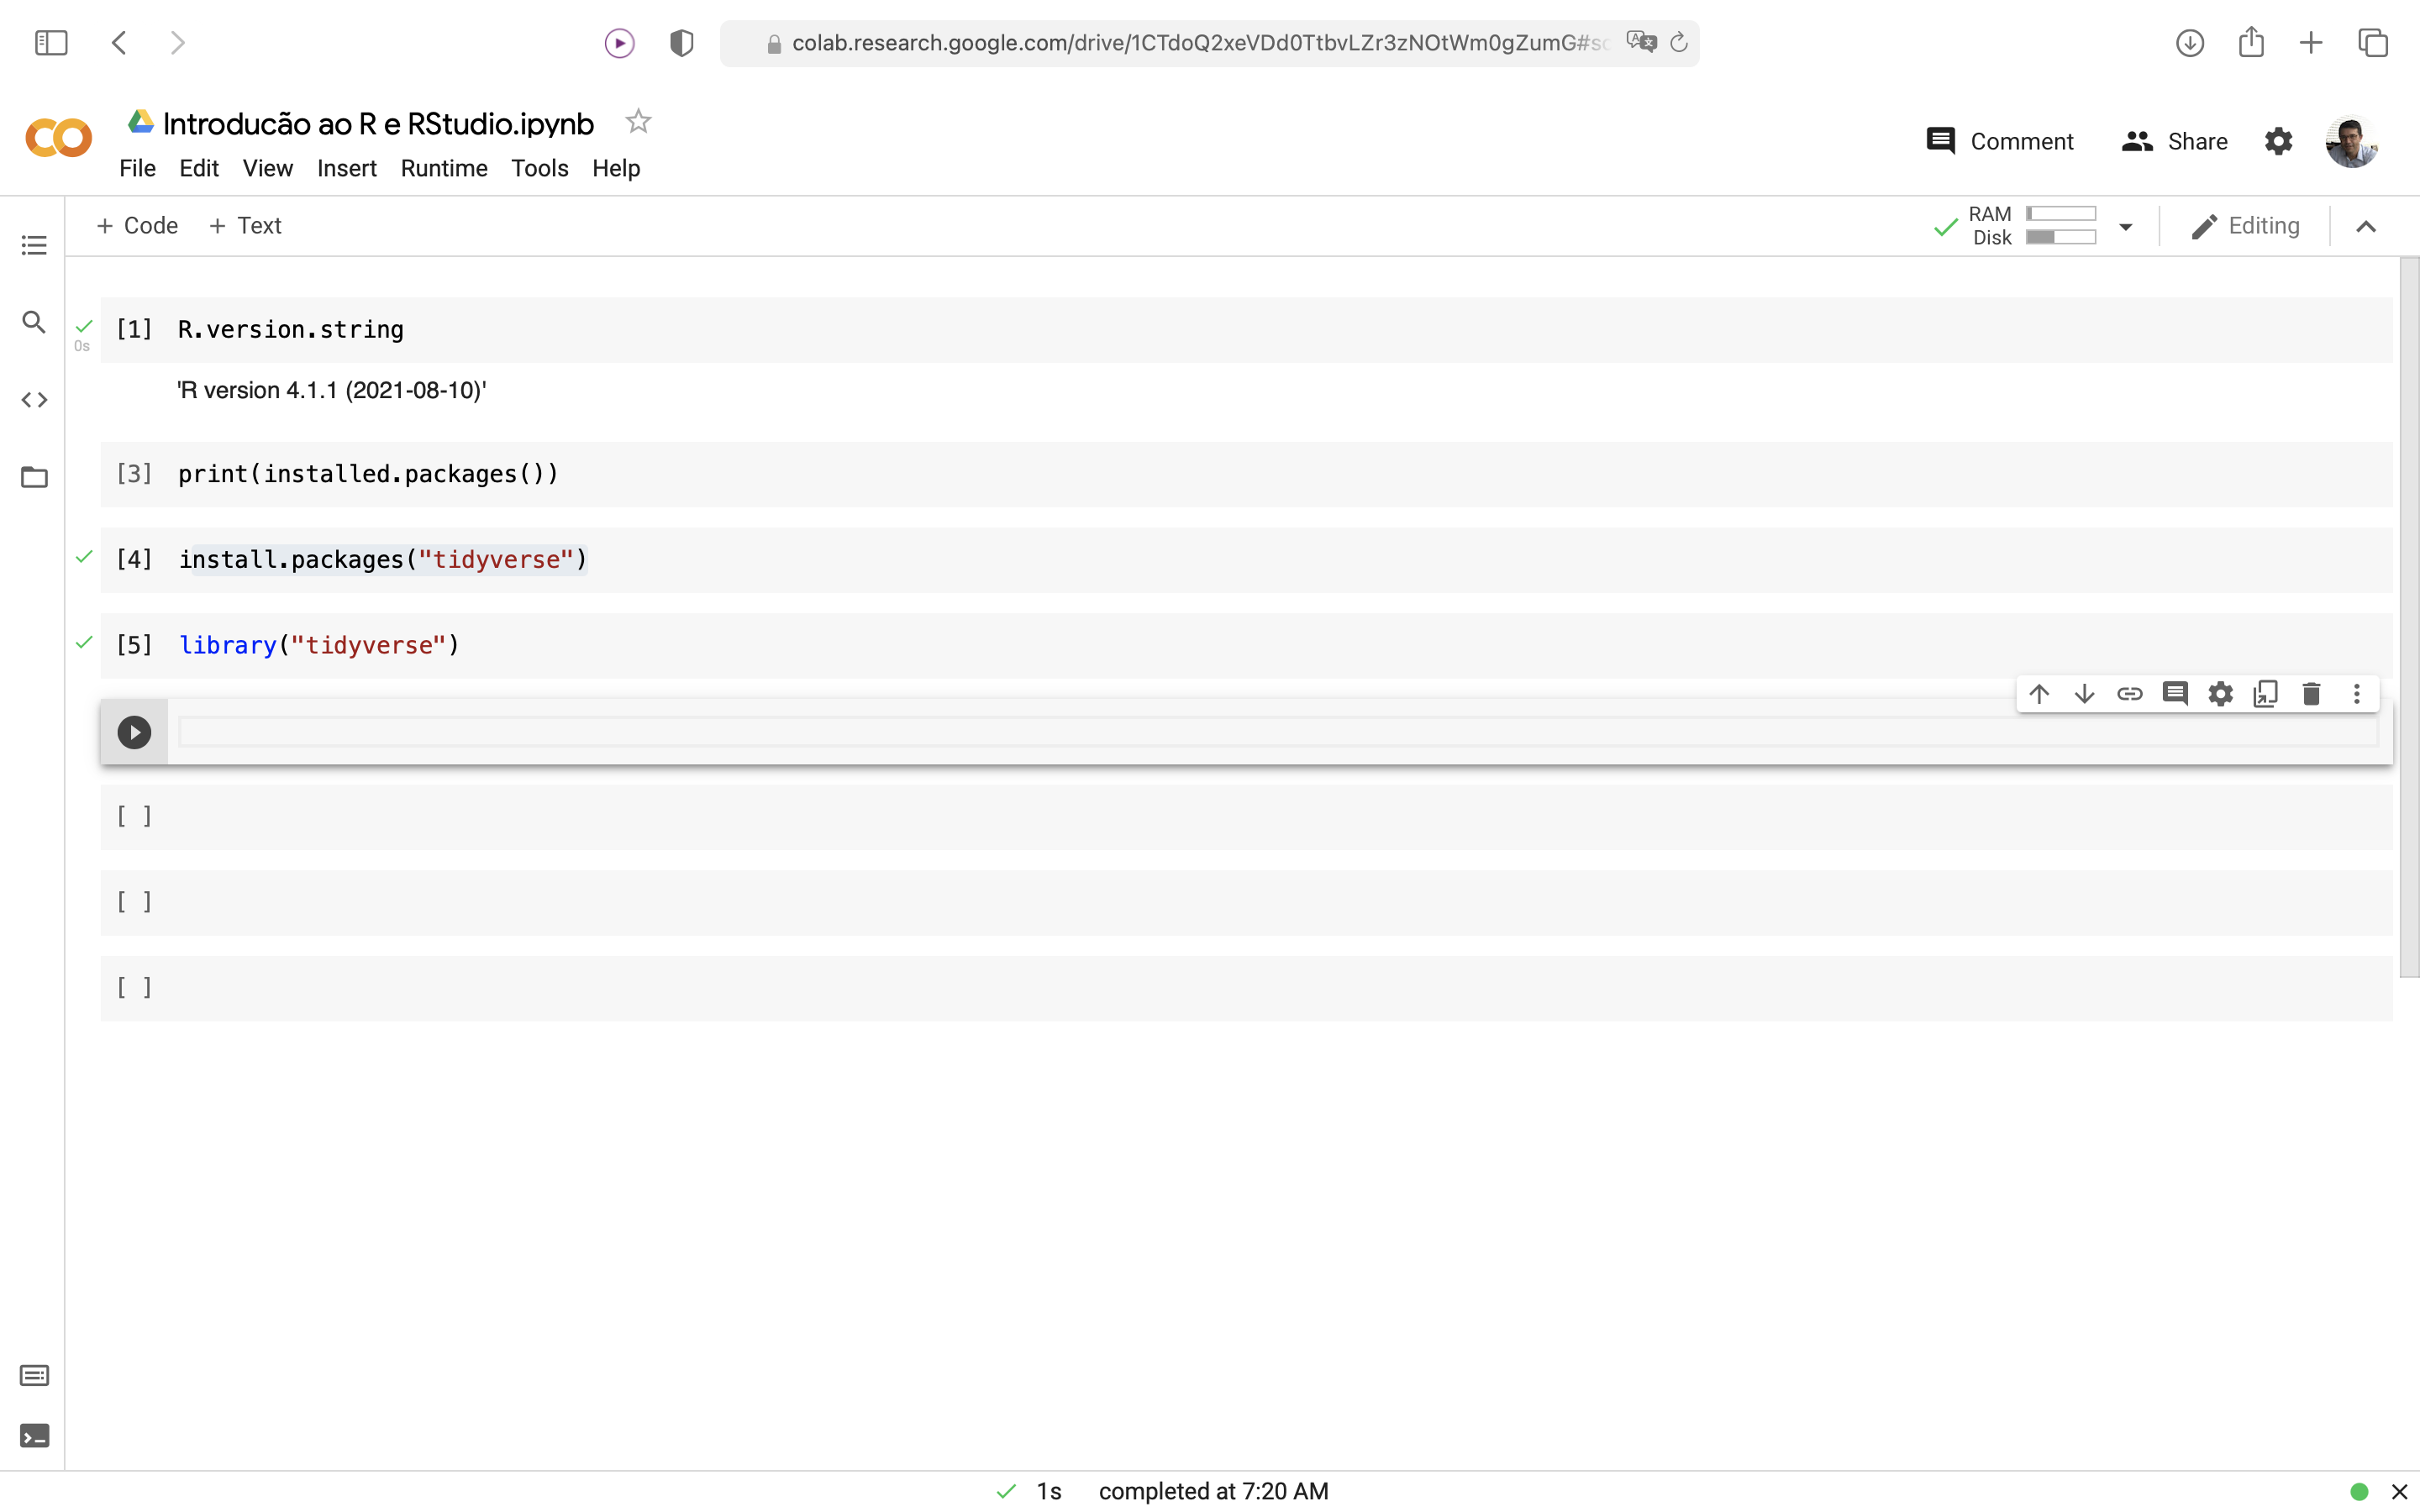 colab.research.google.com/drive/1CTdoQ2xeVDd0TtbvLZr3zNOtWm0gZumG#sc
Introducão ao R e RStudio.ipynb
File Edit View Insert Runtime Tools Help
Comment Share
+ Code + Text
RAM
Disk
Editing
[1] R.version.string
0s
'R version 4.1.1 (2021-08-10)'
[3] print(installed.packages())
[4] install.packages("tidyverse")
[5] library("tidyverse")
[ ]
[ ]
[ ]
1s completed at 7:20 AM